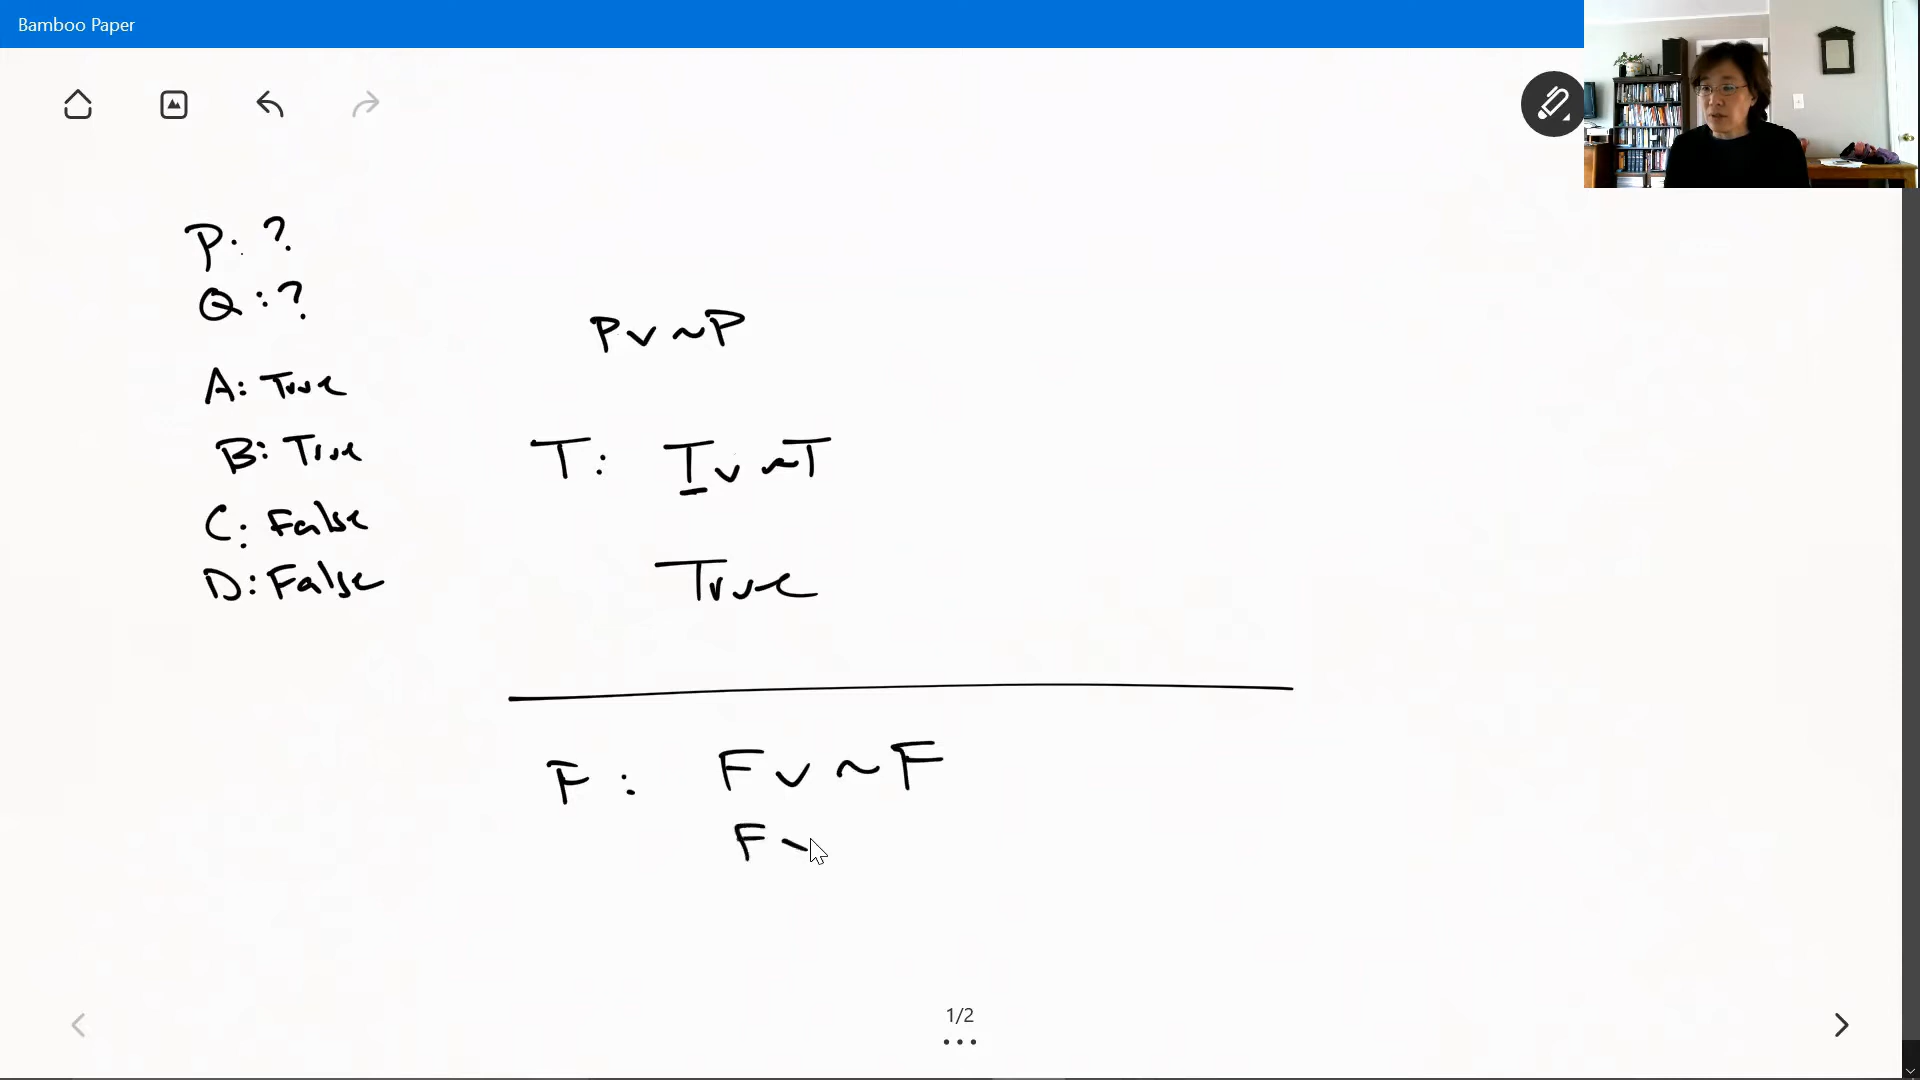 Bamboo Paper
P: ?
Q: ?
P v ~P
A: True
B: True
T: T v ~T
C: False
D: False
True
F: F v ~F
F v
1/2